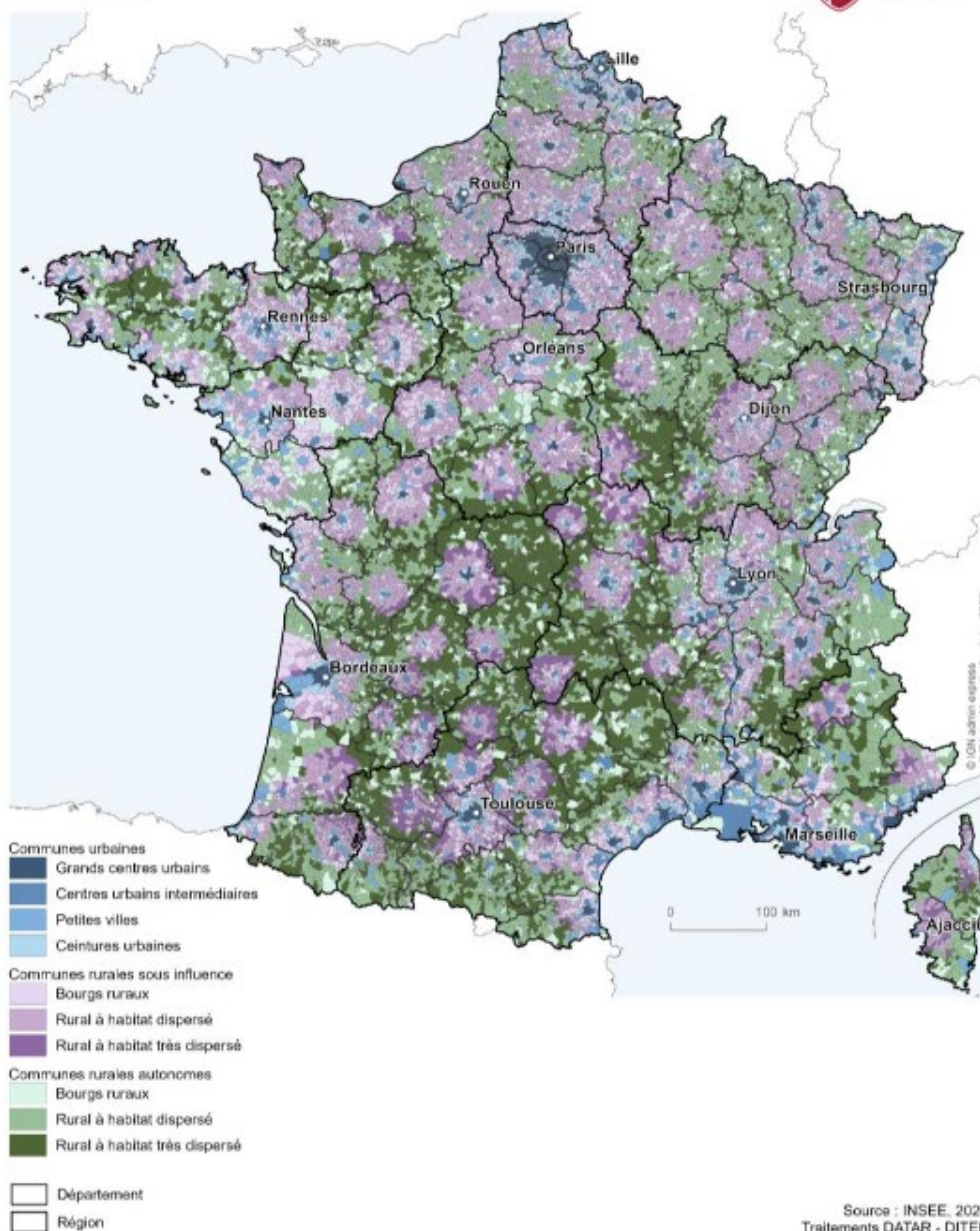 Lille
Rouen
Paris
Strasbourg
Rennes
Orléans
Nantes
Dijon
Lyon
Bordeaux
© IGN admin express
Toulouse
Marseille
Communes urbaines
Grands centres urbains
Centres urbains intermédiaires
Petites villes
Ceintures urbaines
0 100 km
Communes rurales sous influence
Bourgs ruraux
Rural à habitat dispersé
Rural à habitat très dispersé
Communes rurales autonomes
Bourgs ruraux
Rural à habitat dispersé
Rural à habitat très dispersé
Département
Région
Source : INSEE, 202
Traitements DATAR -